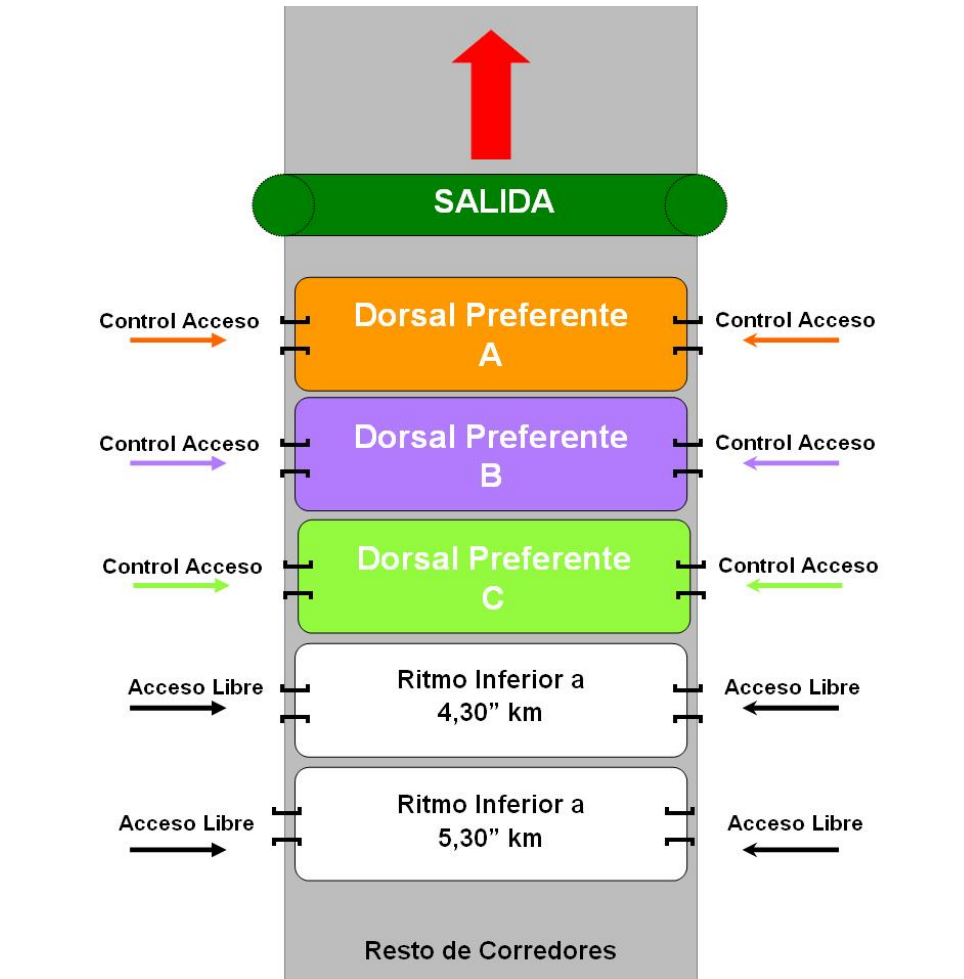 SALIDA
Control Acceso
Dorsal Preferente
A
Control Acceso
Control Acceso
Dorsal Preferente
B
Control Acceso
Control Acceso
Dorsal Preferente
C
Control Acceso
Acceso Libre
Ritmo Inferior a
4,30” km
Acceso Libre
Acceso Libre
Ritmo Inferior a
5,30” km
Acceso Libre
Resto de Corredores